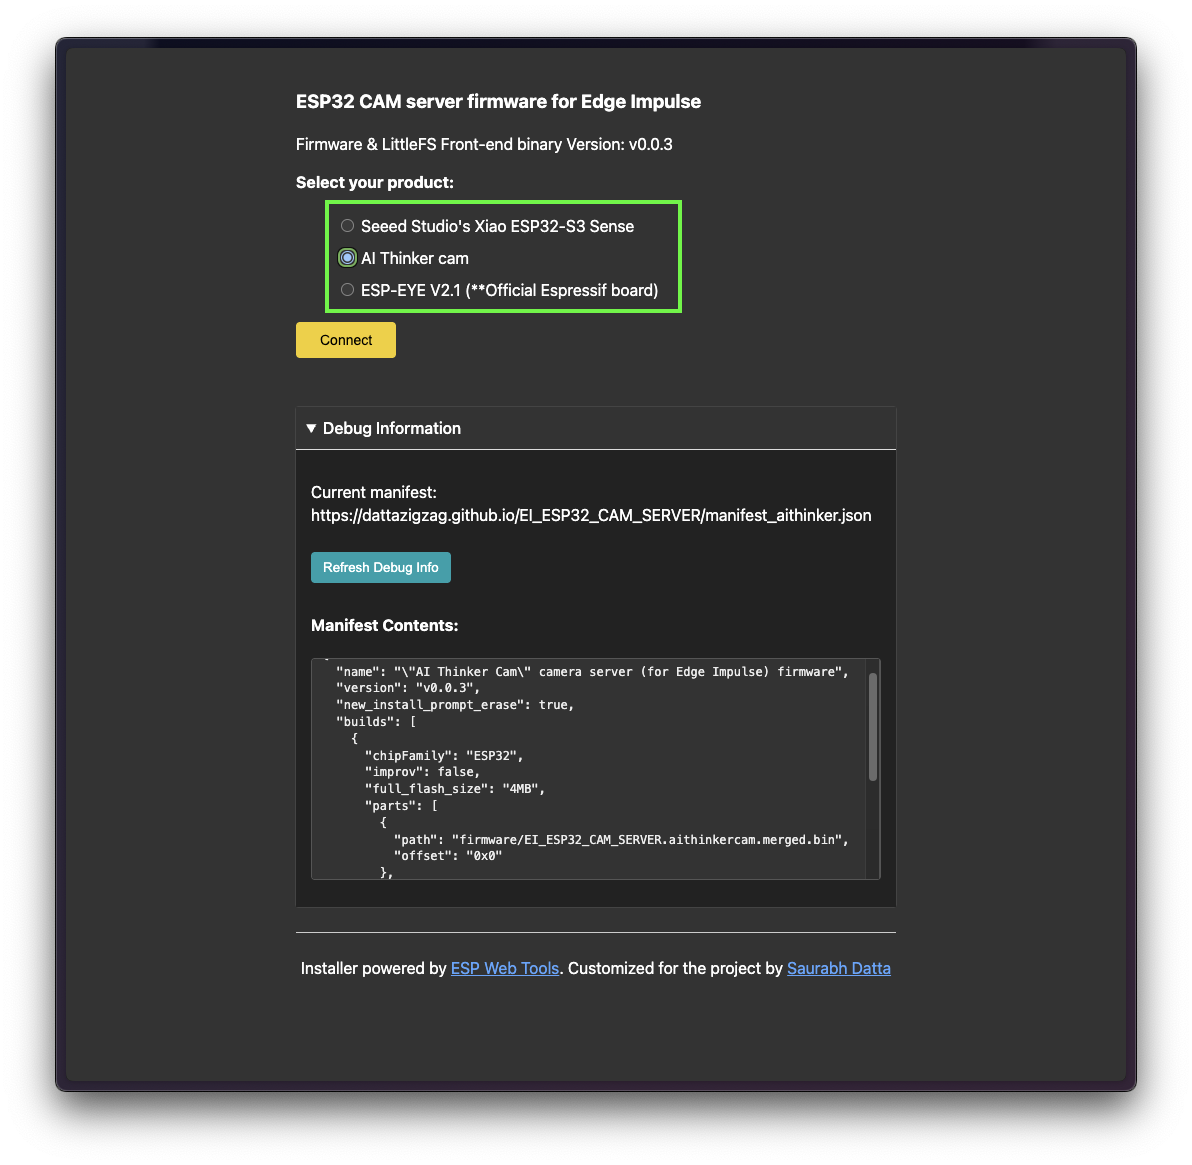 ESP32 CAM server firmware for Edge Impulse
Firmware & LittleFS Front-end binary Version: v0.0.3
Select your product:
Seeed Studio's Xiao ESP32-S3 Sense
AI Thinker cam
ESP-EYE V2.1 (**Official Espressif board)
Connect
▼ Debug Information
Current manifest:
https://dattazigzag.github.io/EI_ESP32_CAM_SERVER/manifest_aithinker.json
Refresh Debug Info
Manifest Contents:
"name": "\"AI Thinker Cam\" camera server (for Edge Impulse) firmware",
"version": "v0.0.3",
"new_install_prompt_erase": true,
"builds": [
{
"chipFamily": "ESP32",
"improv": false,
"full_flash_size": "4MB",
"parts": [
{
"path": "firmware/EI_ESP32_CAM_SERVER.aithinkercam.merged.bin",
"offset": "0x0"
},
Installer powered by ESP Web Tools. Customized for the project by Saurabh Datta